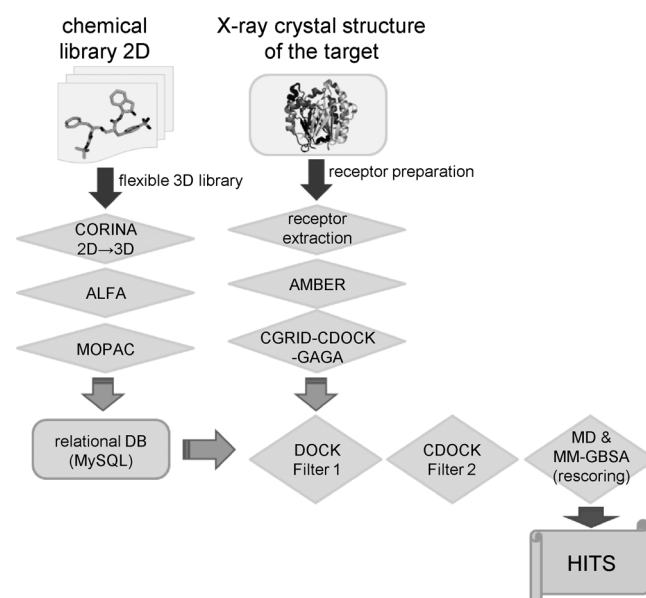 chemical
library 2D
X-ray crystal structure
of the target
flexible 3D library
receptor preparation
CORINA
2D→3D
receptor
extraction
ALFA
AMBER
MOPAC
CGRID-CDOCK
-GAGA
relational DB
(MySQL)
DOCK
Filter 1
CDOCK
Filter 2
MD &
MM-GBSA
(rescoring)
HITS